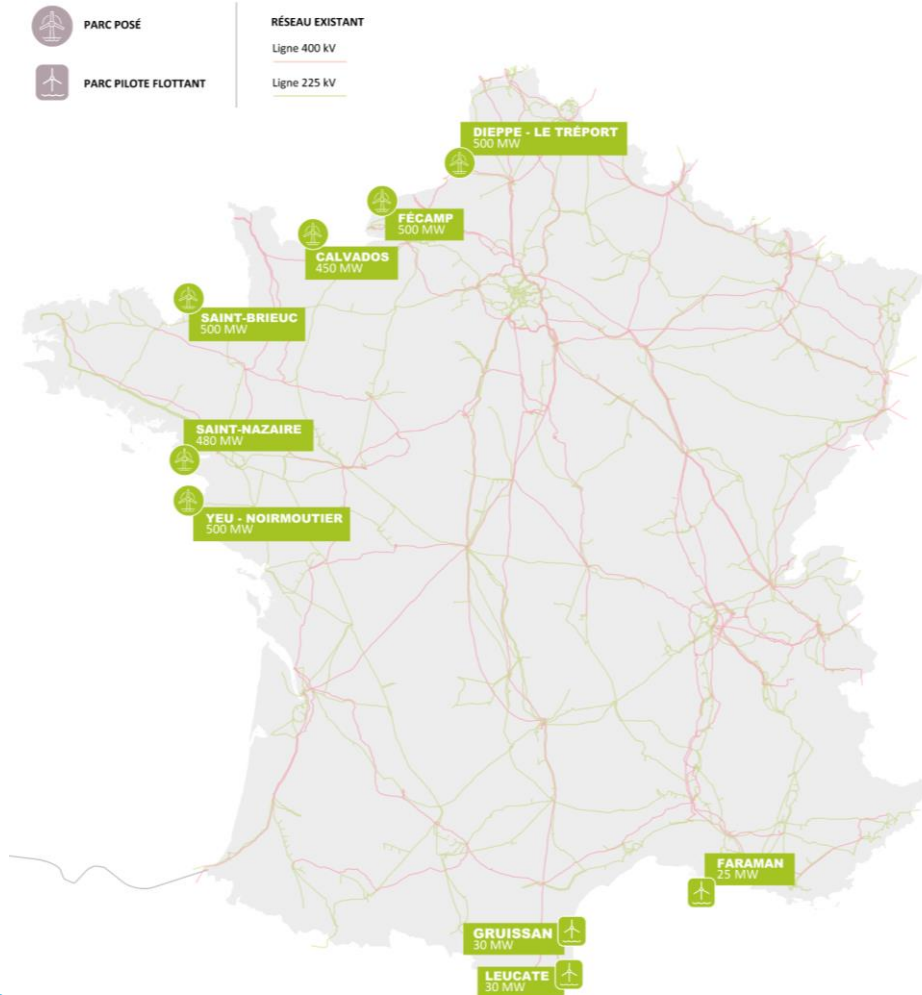 PARC POSÉ
PARC PILOTE FLOTTANT
RÉSEAU EXISTANT
Ligne 400 kV
Ligne 225 kV
DIEPPE - LE TRÉPORT
500 MW
FÉCAMP
500 MW
CALVADOS
450 MW
SAINT-BRIEUC
500 MW
SAINT-NAZAIRE
480 MW
YEU - NOIRMOUTIER
500 MW
FARAMAN
25 MW
GRUISSAN
30 MW
LEUCATE
30 MW